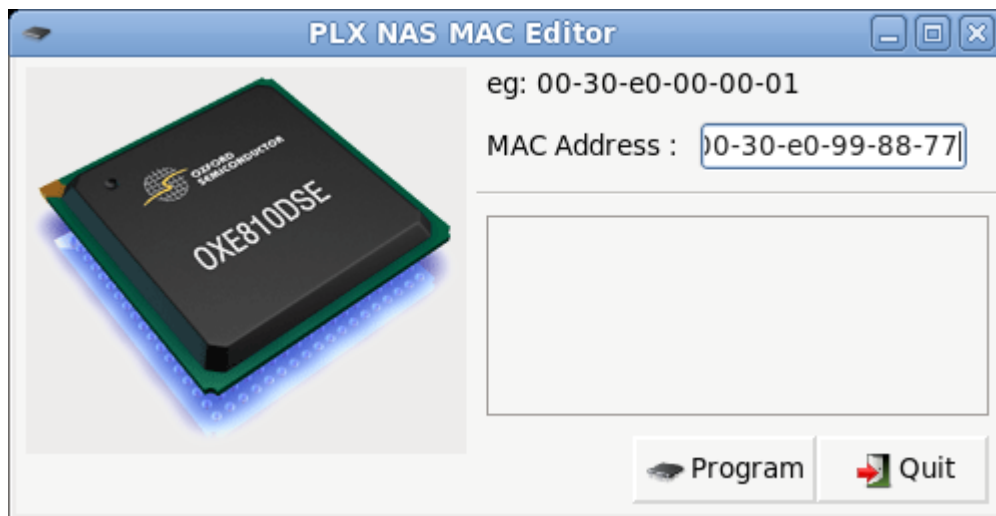 PLX NAS MAC Editor
eg: 00-30-e0-00-00-01
MAC Address : 00-30-e0-99-88-77
OXFORD
SEMICONDUCTOR
OXE810DSE
Program
Quit